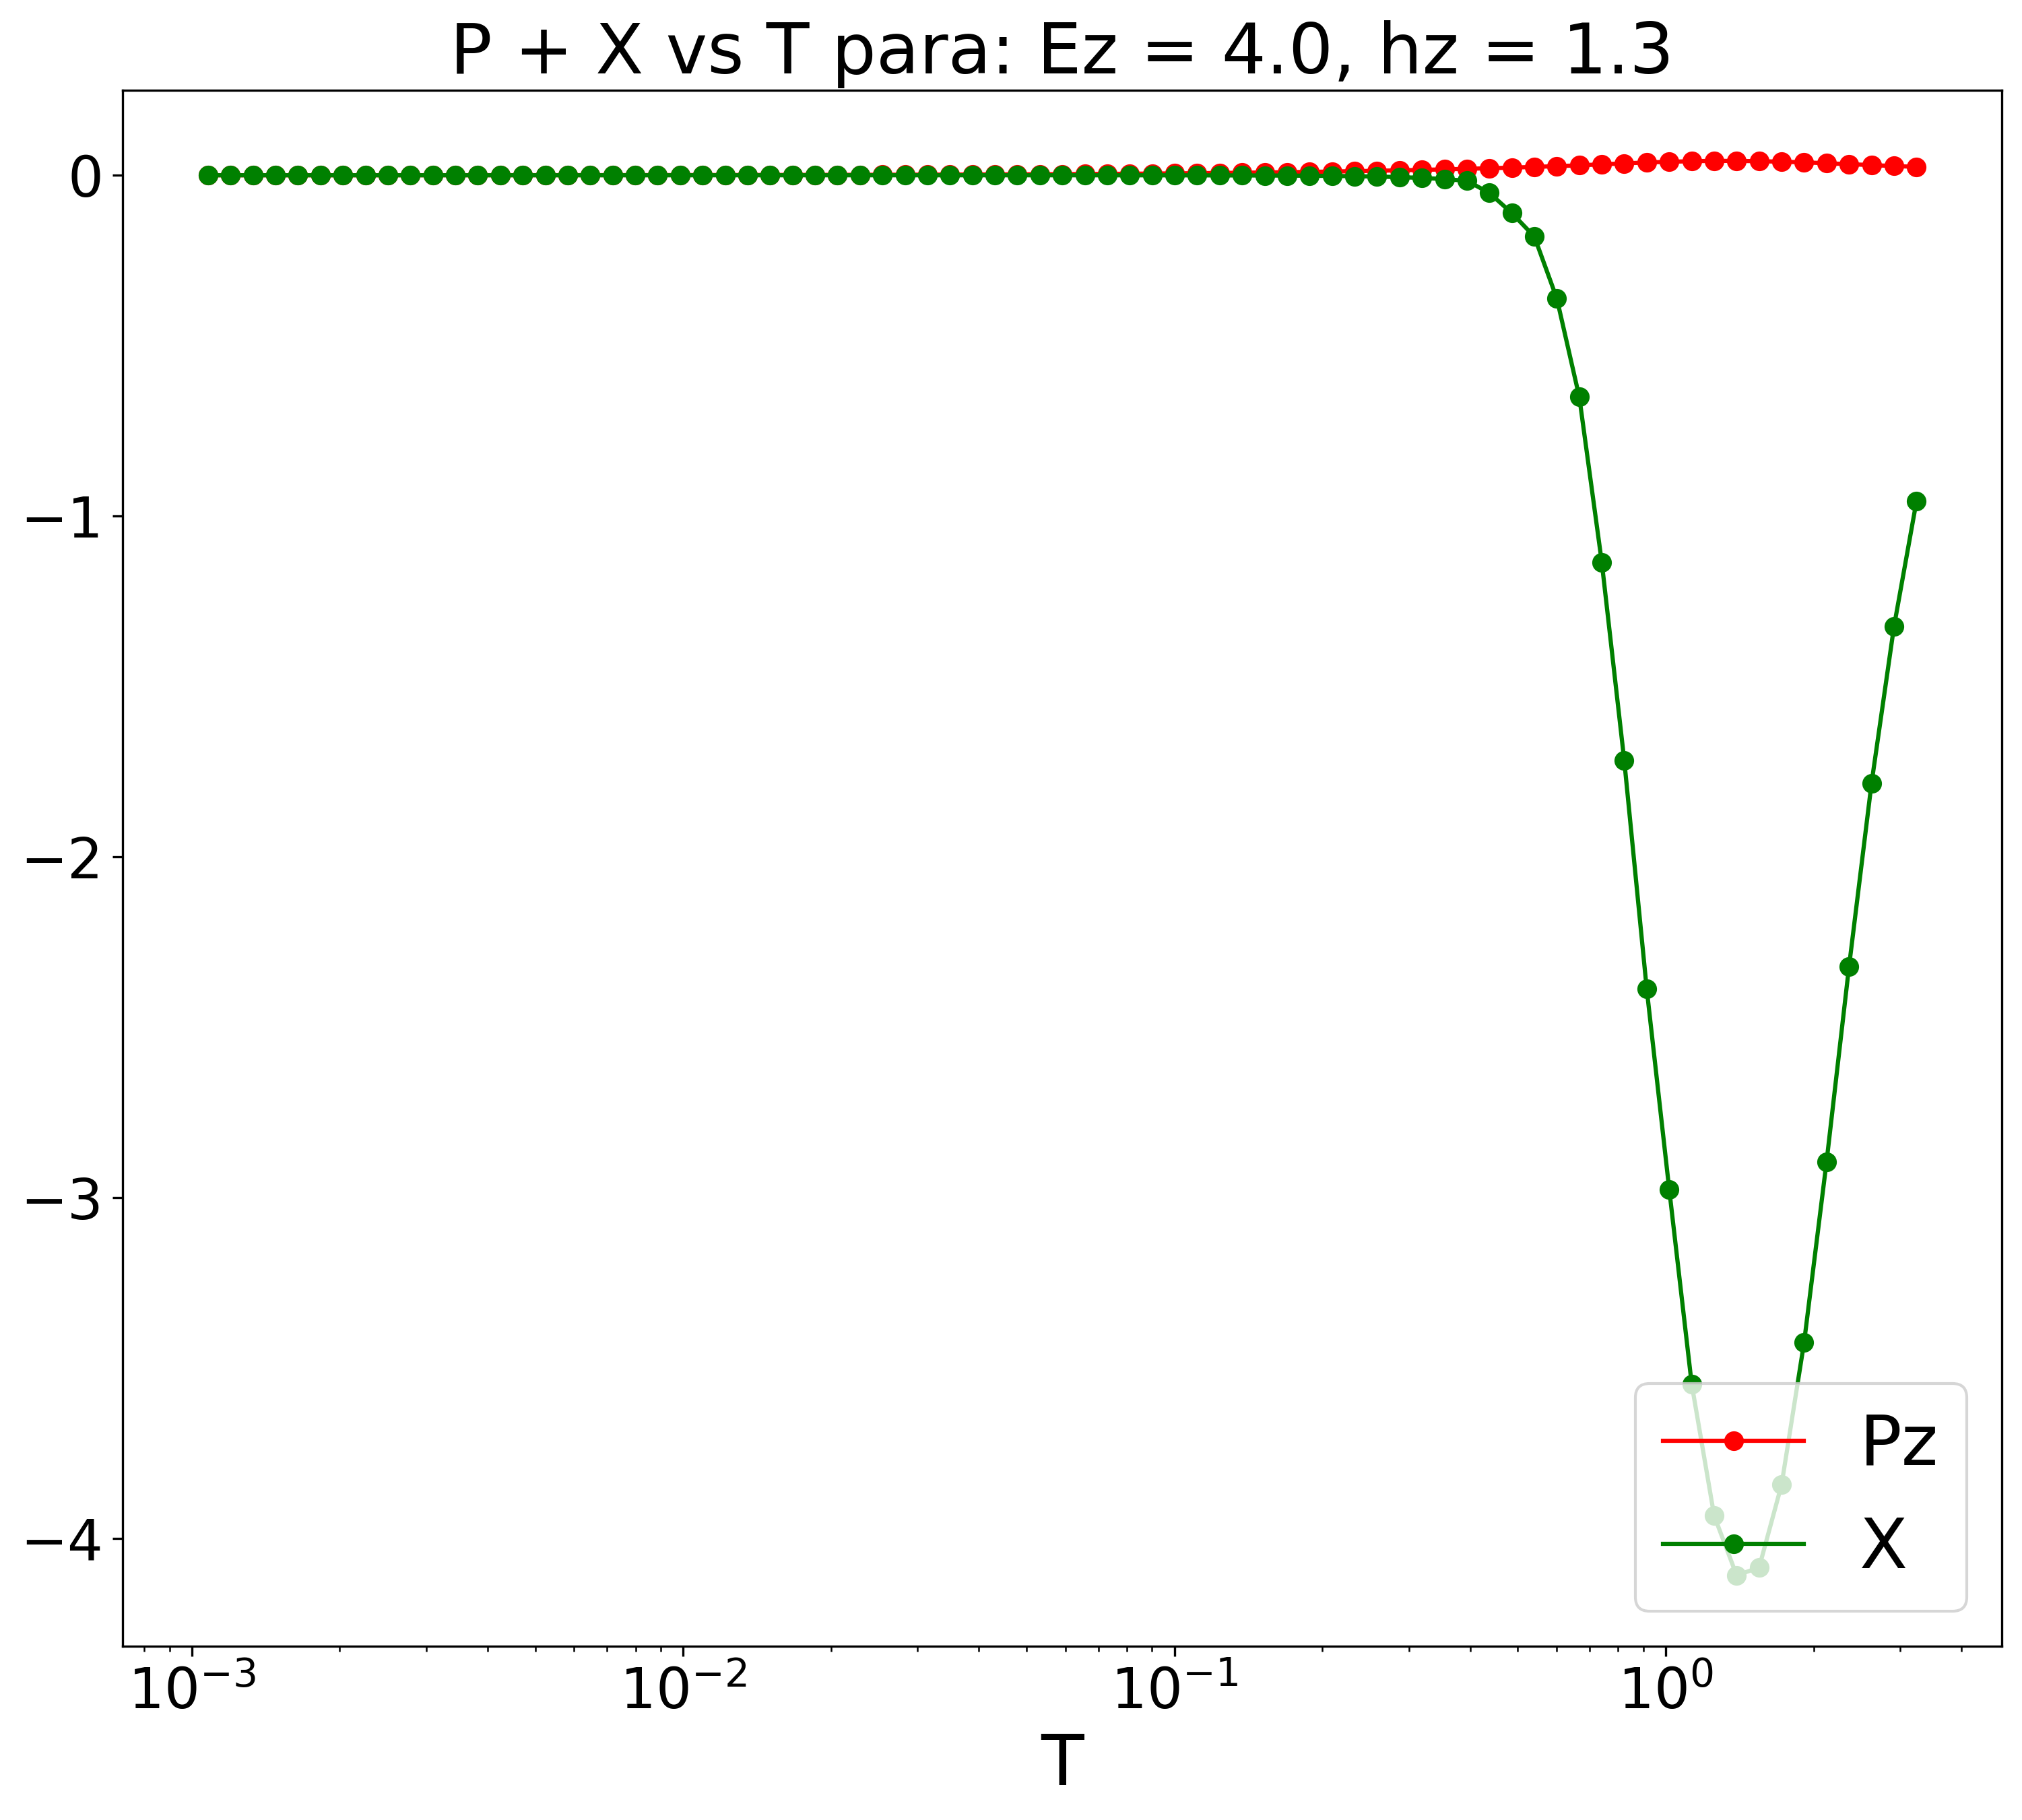 P + X vs T para: Ez = 4.0, hz = 1.3
0
−1
−2
−3
−4
Pz
X
10⁻³ 10⁻² 10⁻¹ 10⁰
T